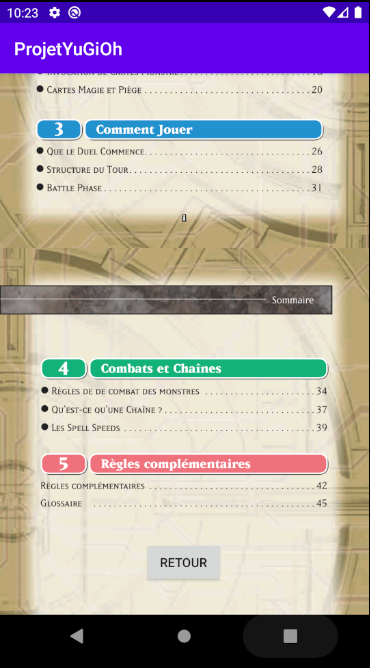 10:23
ProjetYuGiOh
Cartes Magie et Piège 20
3 Comment Jouer
Que le Duel Commence 26
Structure du Tour 28
Battle Phase 31
Sommaire
4 Combats et Chaînes
Règles de de combat des monstres 34
Qu'est-ce qu'une Chaîne ? 37
Les Spell Speeds 39
5 Règles complémentaires
Règles complémentaires 42
Glossaire 45
RETOUR